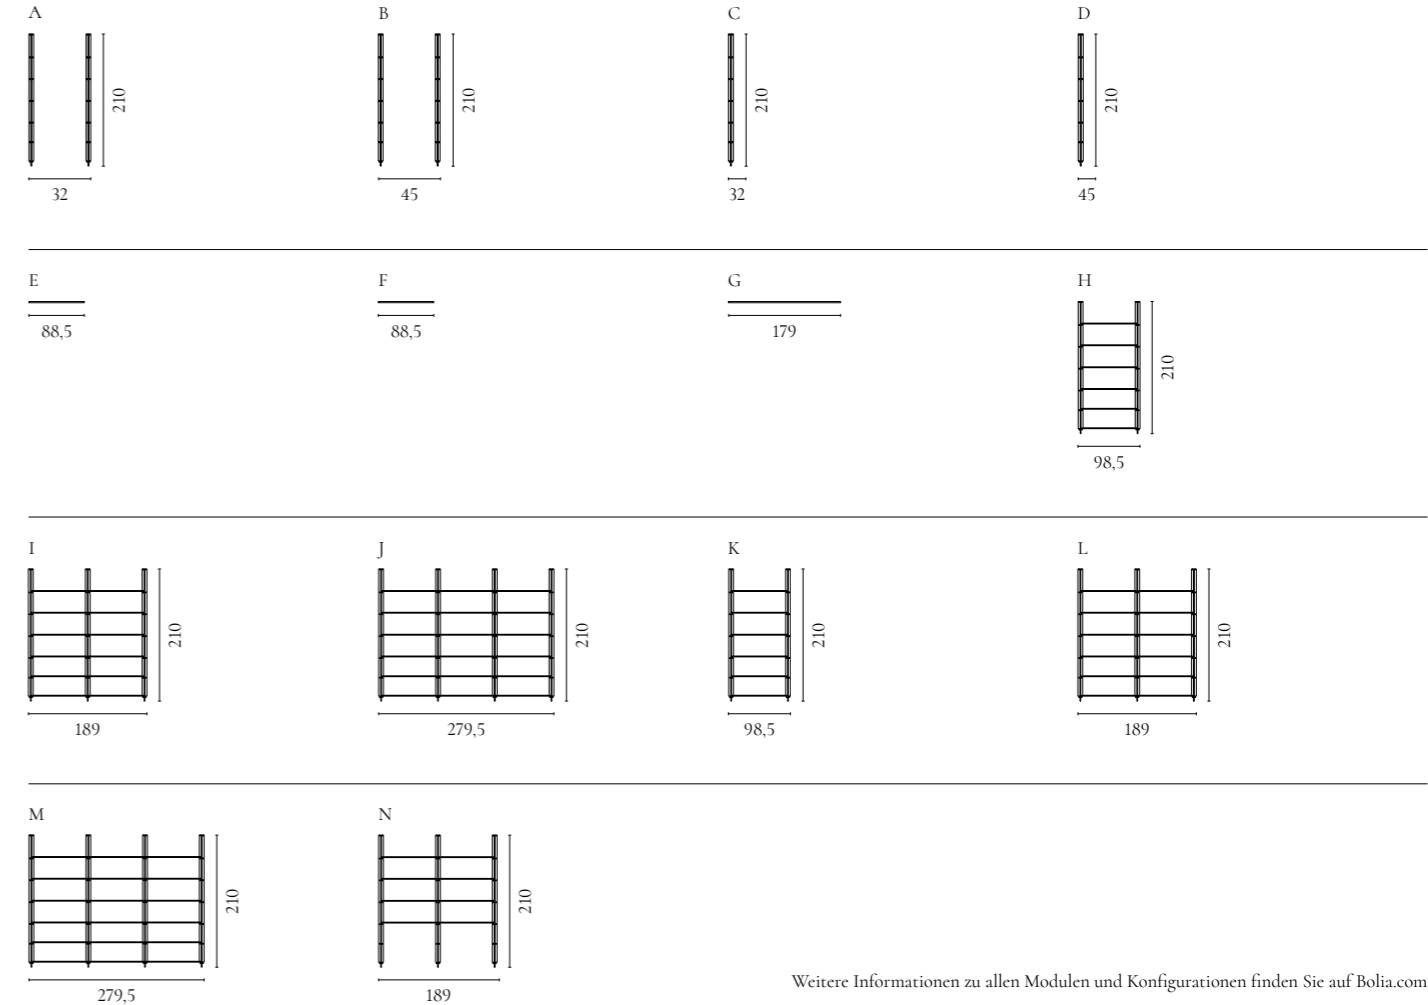 A B C D
210 210 210 210
32 45 32 45
E F G H
88,5 88,5 179
210
98,5
I J K L
210 210 210 210
189 279,5 98,5 189
M N
210 210
Weitere Informationen zu allen Modulen und Konfigurationen finden Sie auf Bolia.com
279,5 189